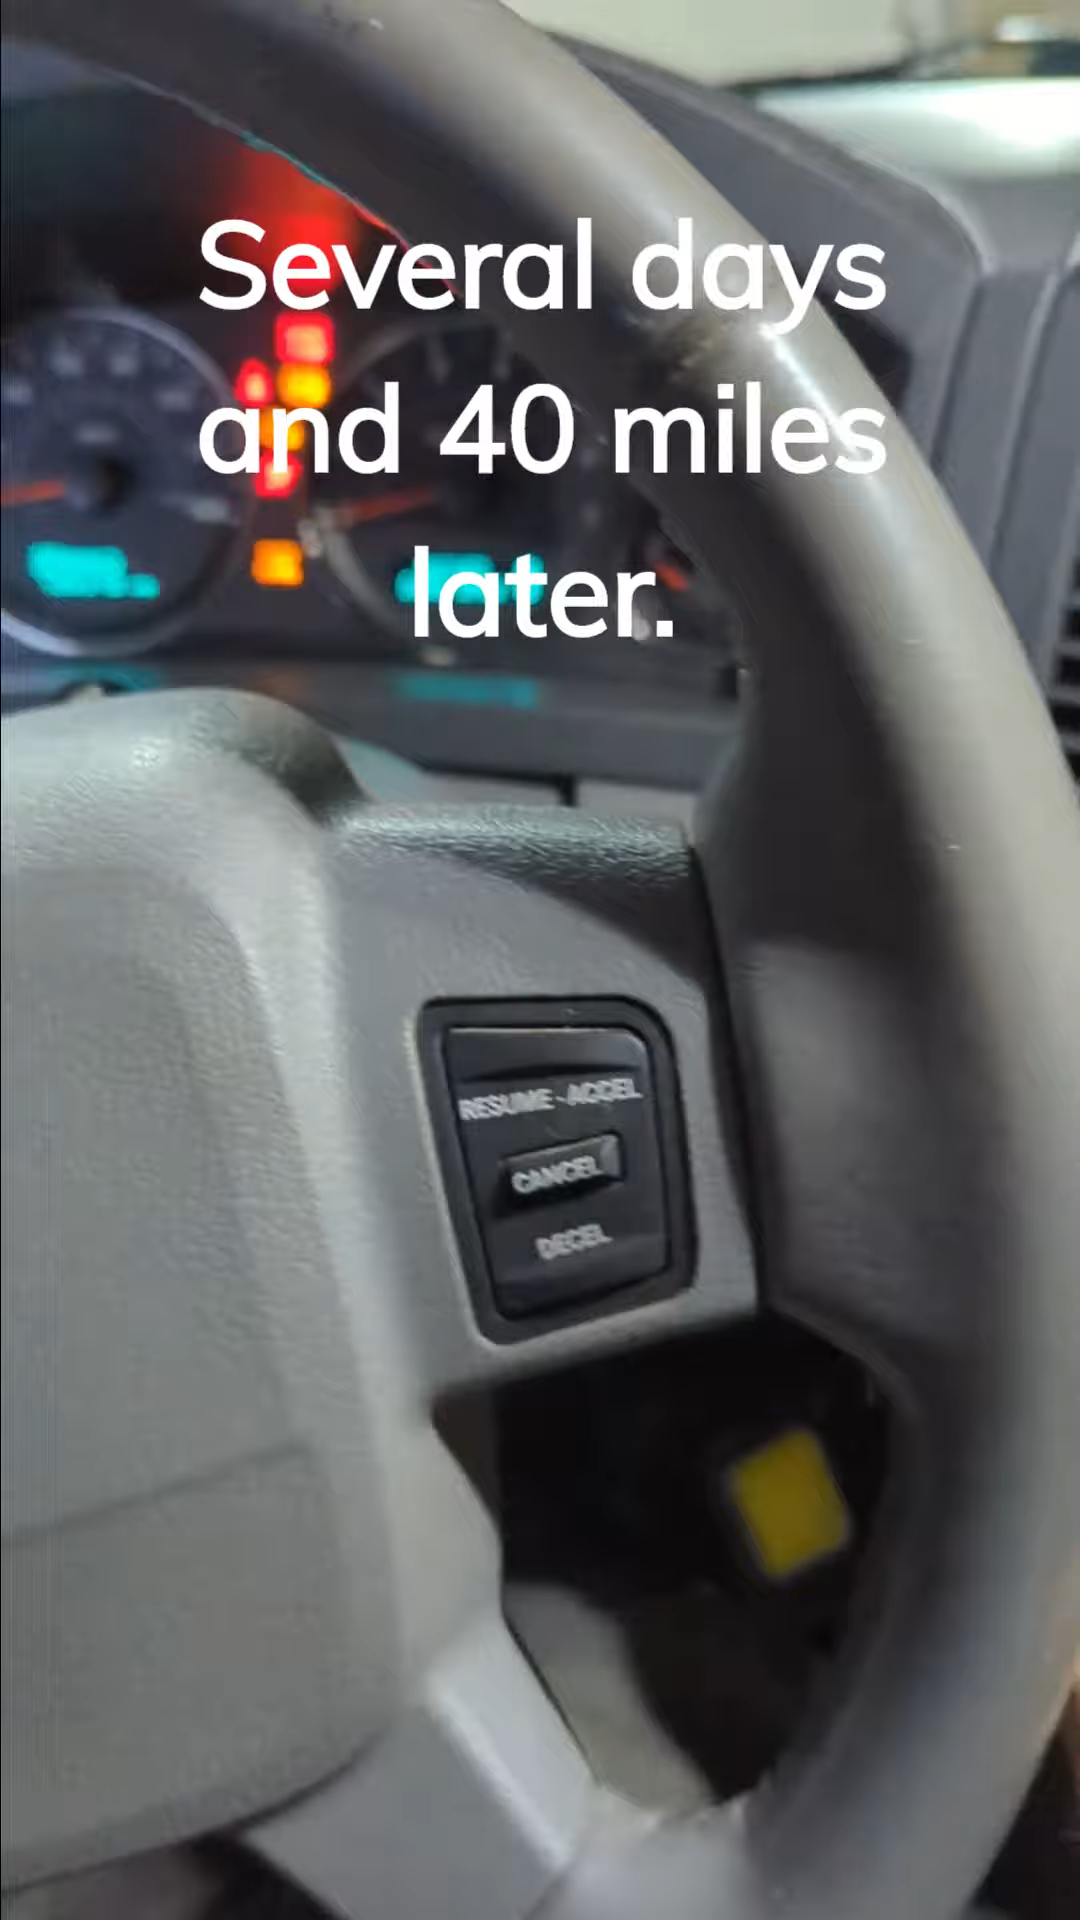 Several days
and 40 miles
later.
RESUME - ACCEL
CANCEL
DECEL